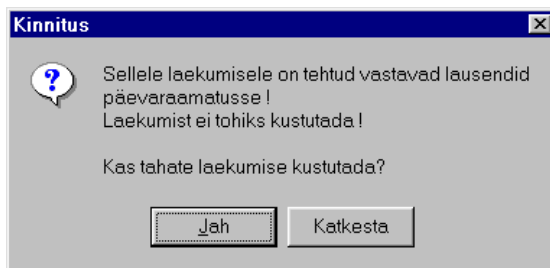 Kinnitus
Sellele laekumisele on tehtud vastavad lausendid
päevaraamatusse !
Laekumist ei tohiks kustutada !
Kas tahate laekumise kustutada?
Jah Katkesta